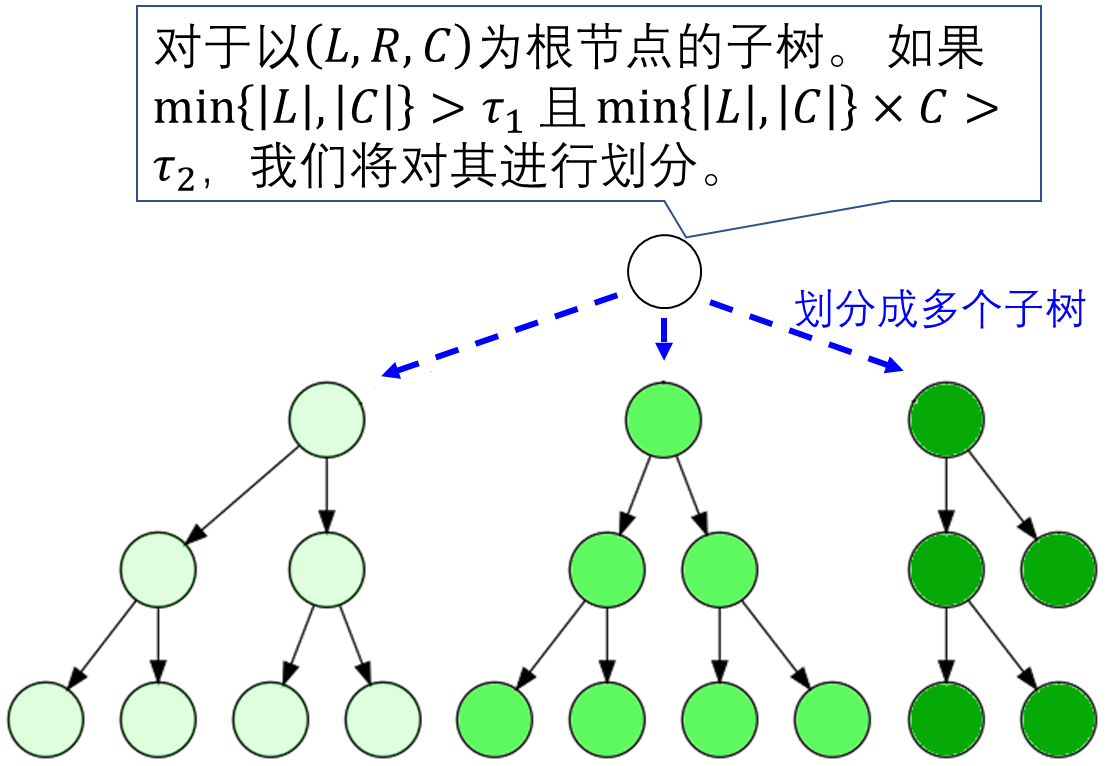 对于以(L, R, C)为根节点的子树。如果
min{|L|, |C|} > τ₁ 且 min{|L|, |C|} × C >
τ₂, 我们将对其进行划分。
划分成多个子树